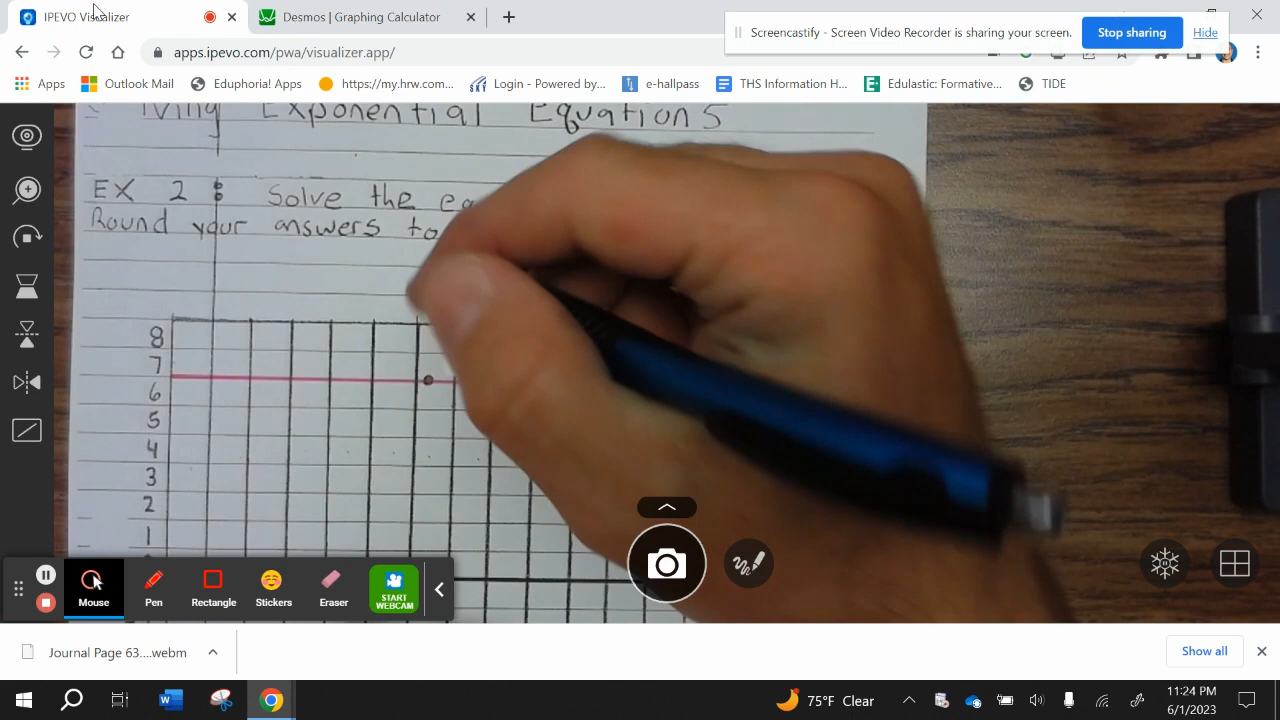 IPEVO Visualizer
Desmos | Graphing Calculator
Screencastify - Screen Video Recorder is sharing your screen.
Stop sharing
Hide
apps.ipevo.com/pwa/visualizer.app/
Apps
Outlook Mail
Eduphoria! App
https://my.hrw.com...
Login - Powered by...
e-hallpass
THS Information H...
Edulastic: Formative...
TIDE
Exponential Equations
EX 2: Solve the
Round your answers to
8
7
6
5
4
3
2
1
Mouse
Pen
Rectangle
Stickers
Eraser
START WEBCAM
Journal Page 63....webm
Show all
75°F Clear
11:24 PM
6/1/2023